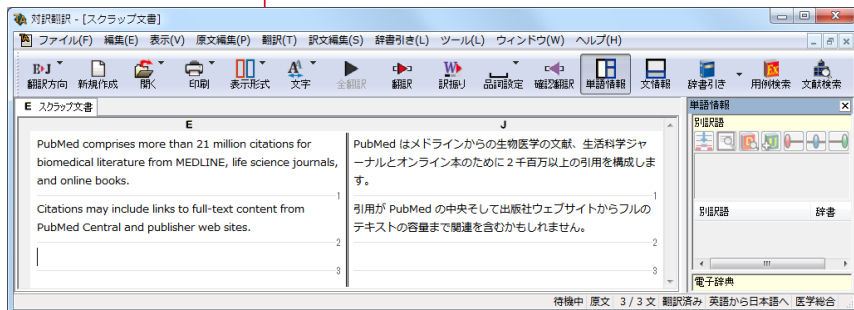 対訳翻訳 - [スクラップ文書]
ファイル(F) 編集(E) 表示(V) 原文編集(P) 翻訳(T) 訳文編集(S) 辞書引き(L) ツール(L) ウィンドウ(W) ヘルプ(H)
E›J W Ex
翻訳方向 新規作成 開く 印刷 表示形式 文字 全翻訳 翻訳 訳振り 品詞設定 確認翻訳 単語情報 文情報 辞書引き 用例検索 文献検索
E スクラップ文書
E J
PubMed comprises more than 21 million citations for
biomedical literature from MEDLINE, life science journals,
and online books.
1
Citations may include links to full-text content from
PubMed Central and publisher web sites.
2
3
PubMed はメドラインからの生物医学の文献、生活科学ジャ
ーナルとオンライン本のために２千百万以上の引用を構成しま
す。
1
引用が PubMed の中央そして出版社ウェブサイトからフルの
テキストの容量まで関連を含むかもしれません。
2
3
単語情報
別訳語
別訳語 辞書
電子辞典
待機中 原文 3 / 3 文 翻訳済み 英語から日本語へ 医学総合